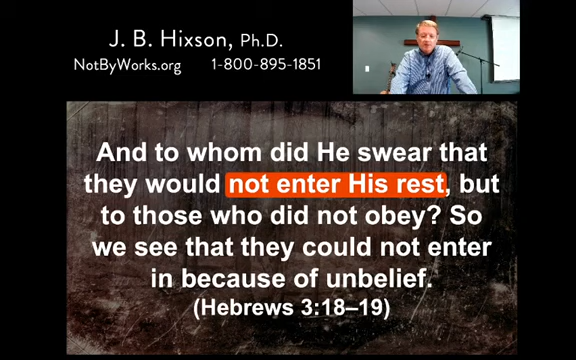 J. B. Hixson, Ph.D.
NotByWorks.org 1-800-895-1851
And to whom did He swear that
they would not enter His rest, but
to those who did not obey? So
we see that they could not enter
in because of unbelief.
(Hebrews 3:18–19)